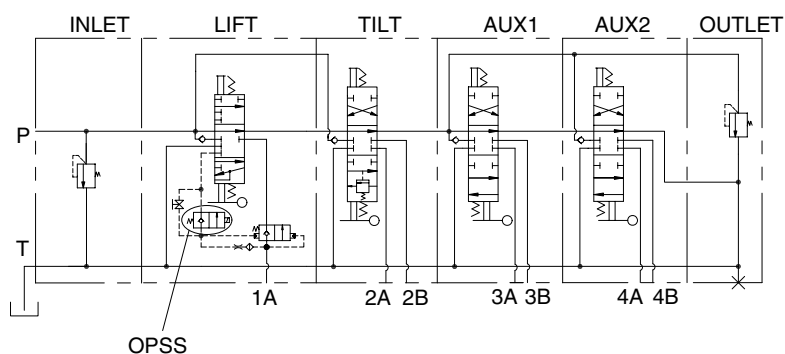 INLET LIFT TILT AUX1 AUX2 OUTLET
P
T
1A 2A 2B 3A 3B 4A 4B
OPSS